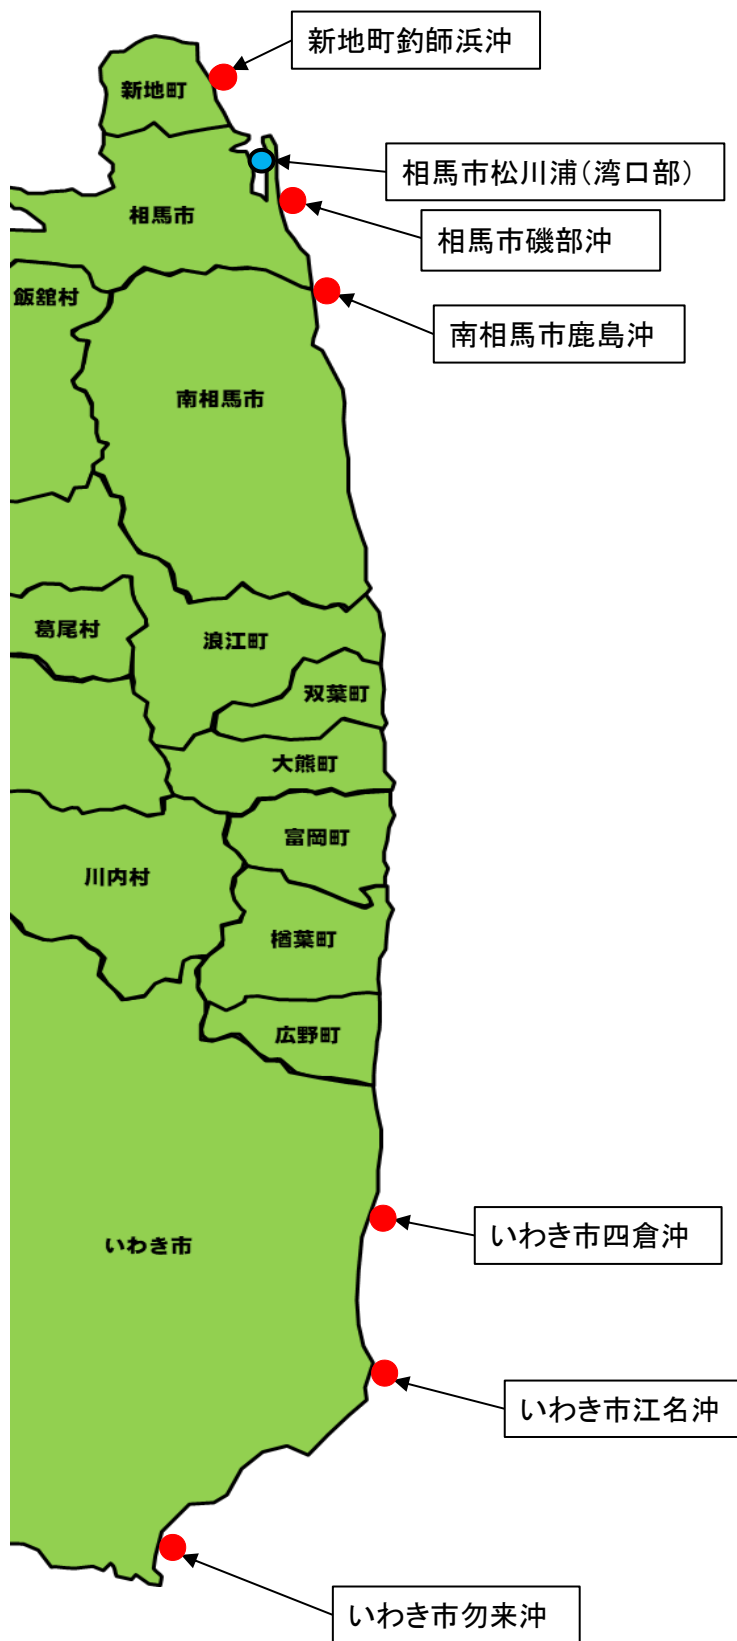 新地町釣師浜沖
新地町
相馬市松川浦（湾口部）
相馬市
相馬市磯部沖
飯舘村
南相馬市鹿島沖
南相馬市
葛尾村
浪江町
双葉町
大熊町
富岡町
川内村
楢葉町
広野町
いわき市四倉沖
いわき市
いわき市江名沖
いわき市勿来沖